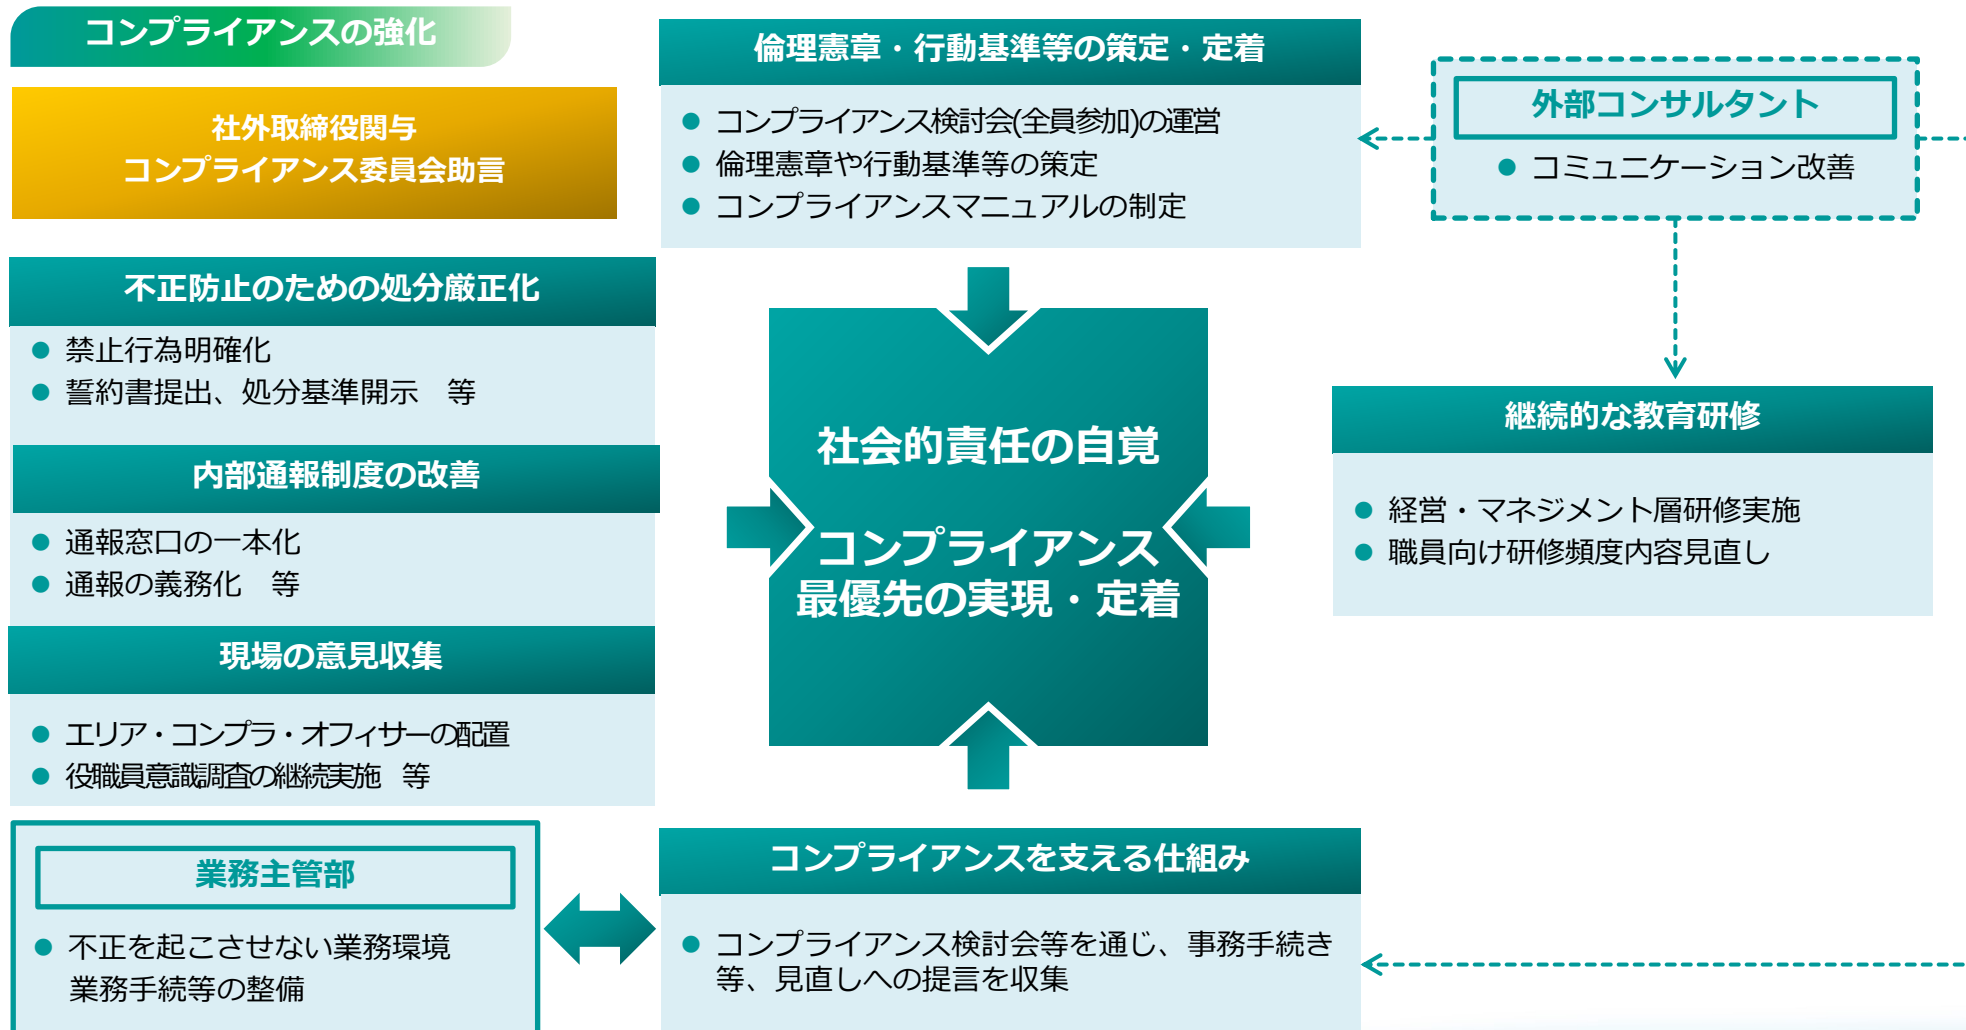 コンプライアンスの強化
社外取締役関与
コンプライアンス委員会助言
倫理憲章・行動基準等の策定・定着
● コンプライアンス検討会(全員参加)の運営
● 倫理憲章や行動基準等の策定
● コンプライアンスマニュアルの制定
外部コンサルタント
● コミュニケーション改善
不正防止のための処分厳正化
● 禁止行為明確化
● 誓約書提出、処分基準開示　等
内部通報制度の改善
● 通報窓口の一本化
● 通報の義務化　等
現場の意見収集
● エリア・コンプラ・オフィサーの配置
● 役職員意識調査の継続実施　等
社会的責任の自覚
コンプライアンス
最優先の実現・定着
継続的な教育研修
● 経営・マネジメント層研修実施
● 職員向け研修頻度内容見直し
業務主管部
● 不正を起こさせない業務環境
業務手続等の整備
コンプライアンスを支える仕組み
● コンプライアンス検討会等を通じ、事務手続き
等、見直しへの提言を収集